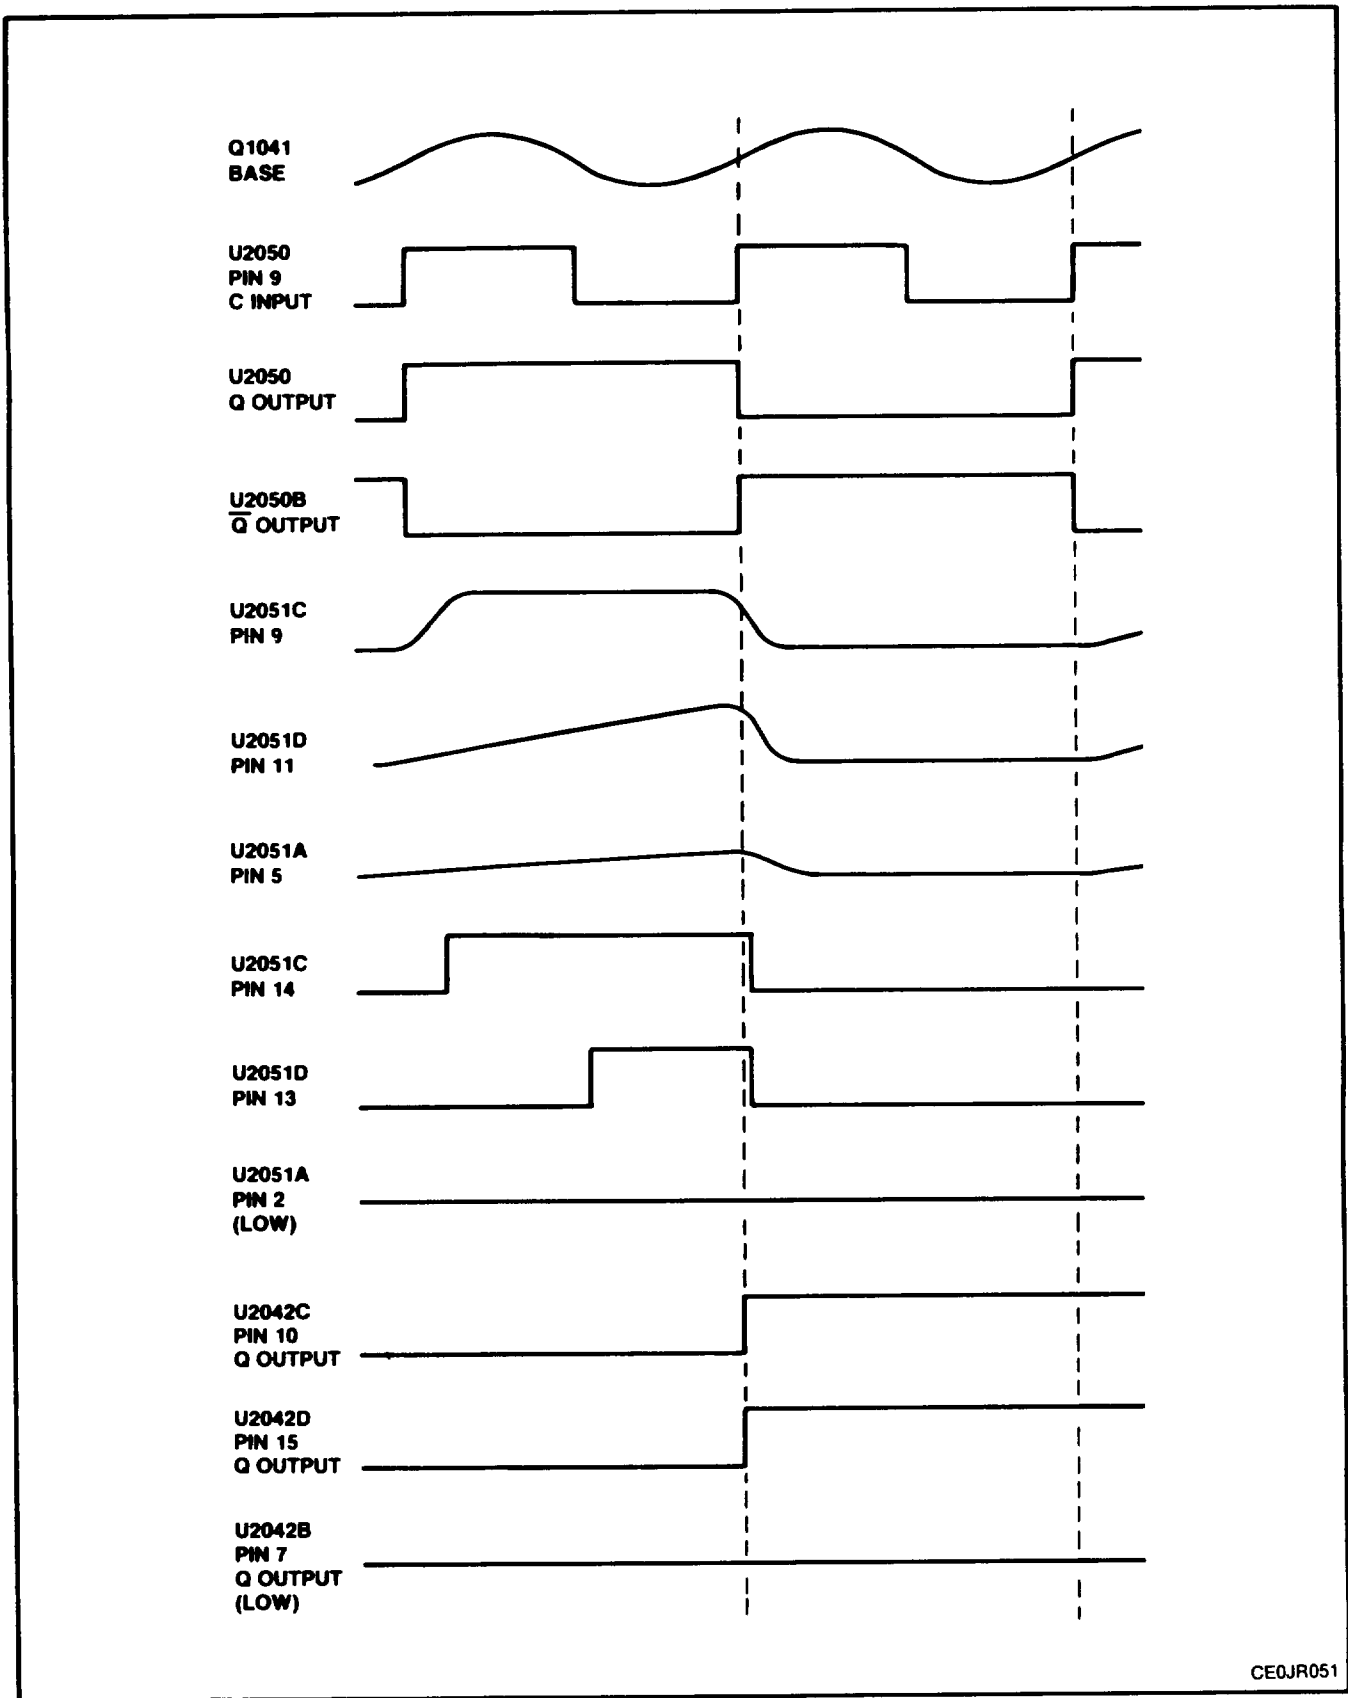 Q1041
BASE
U2050
PIN 9
C INPUT
U2050
Q OUTPUT
U2050B
Q̅ OUTPUT
U2051C
PIN 9
U2051D
PIN 11
U2051A
PIN 5
U2051C
PIN 14
U2051D
PIN 13
U2051A
PIN 2
(LOW)
U2042C
PIN 10
Q OUTPUT
U2042D
PIN 15
Q OUTPUT
U2042B
PIN 7
Q OUTPUT
(LOW)
CE0JR051